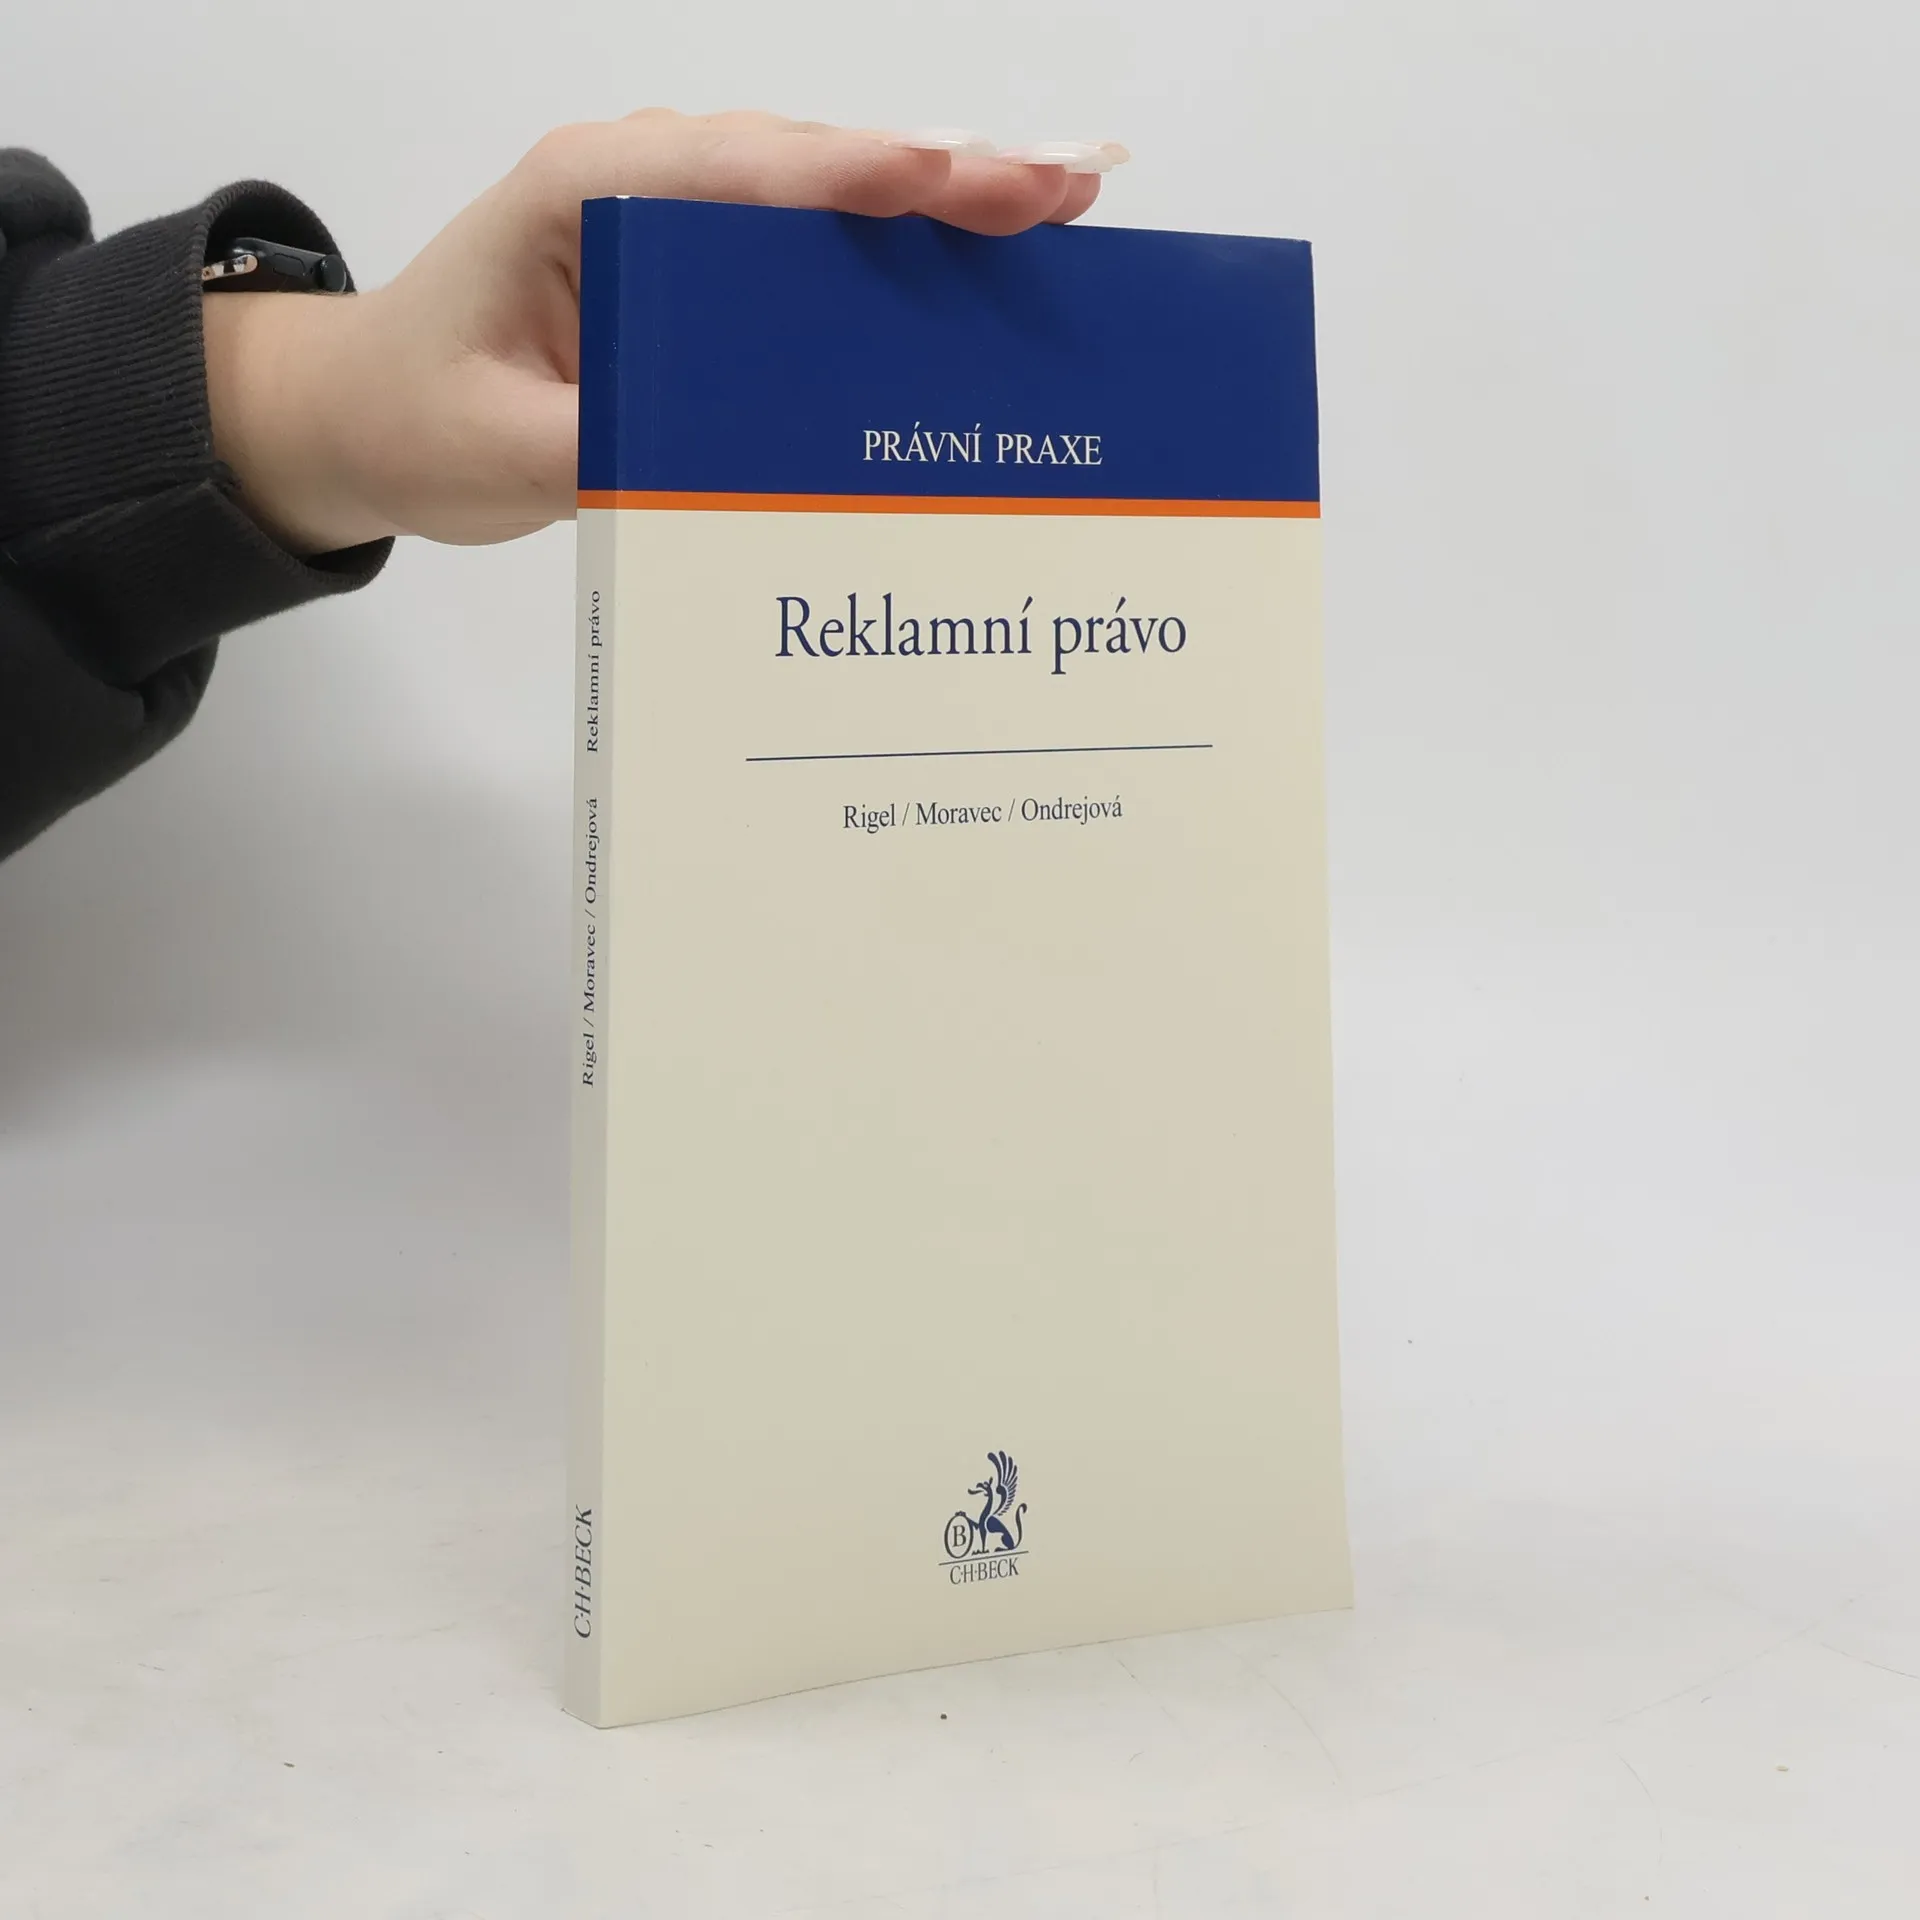 PRÁVNÍ PRAXE
Reklamní právo
Rigel / Moravec / Ondrejová
B
C·H·BECK
Rigel / Moravec / Ondrejová Reklamní právo
C·H·BECK